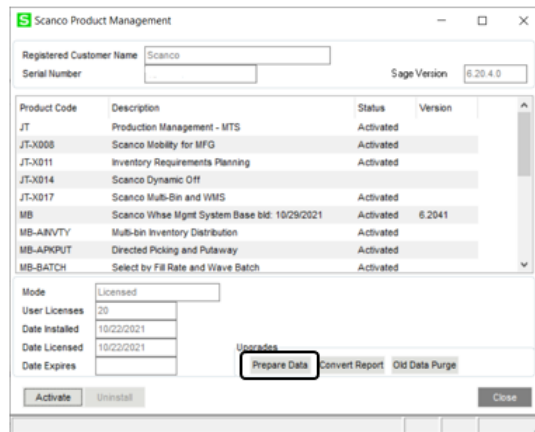 S Scanco Product Management
Registered Customer Name Scanco
Serial Number Sage Version 6.20.4.0
Product Code Description Status Version
JT Production Management - MTS Activated
JT-X008 Scanco Mobility for MFG Activated
JT-X011 Inventory Requirements Planning Activated
JT-X014 Scanco Dynamic Off
JT-X017 Scanco Multi-Bin and WMS Activated
MB Scanco Whse Mgmt System Base bld: 10/29/2021 Activated 6.2041
MB-AINVTY Multi-bin Inventory Distribution Activated
MB-APKPUT Directed Picking and Putaway Activated
MB-BATCH Select by Fill Rate and Wave Batch Activated
Mode Licensed
User Licenses 20
Date Installed 10/22/2021
Date Licensed 10/22/2021 Upgrades
Date Expires Prepare Data Convert Report Old Data Purge
Activate Uninstall Close